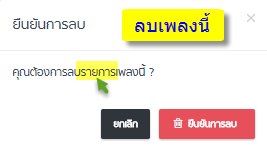 ยืนยันการลบ
ลบเพลงนี้
×
คุณต้องการลบรายการเพลงนี้ ?
ยกเลิก
ยืนยันการลบ